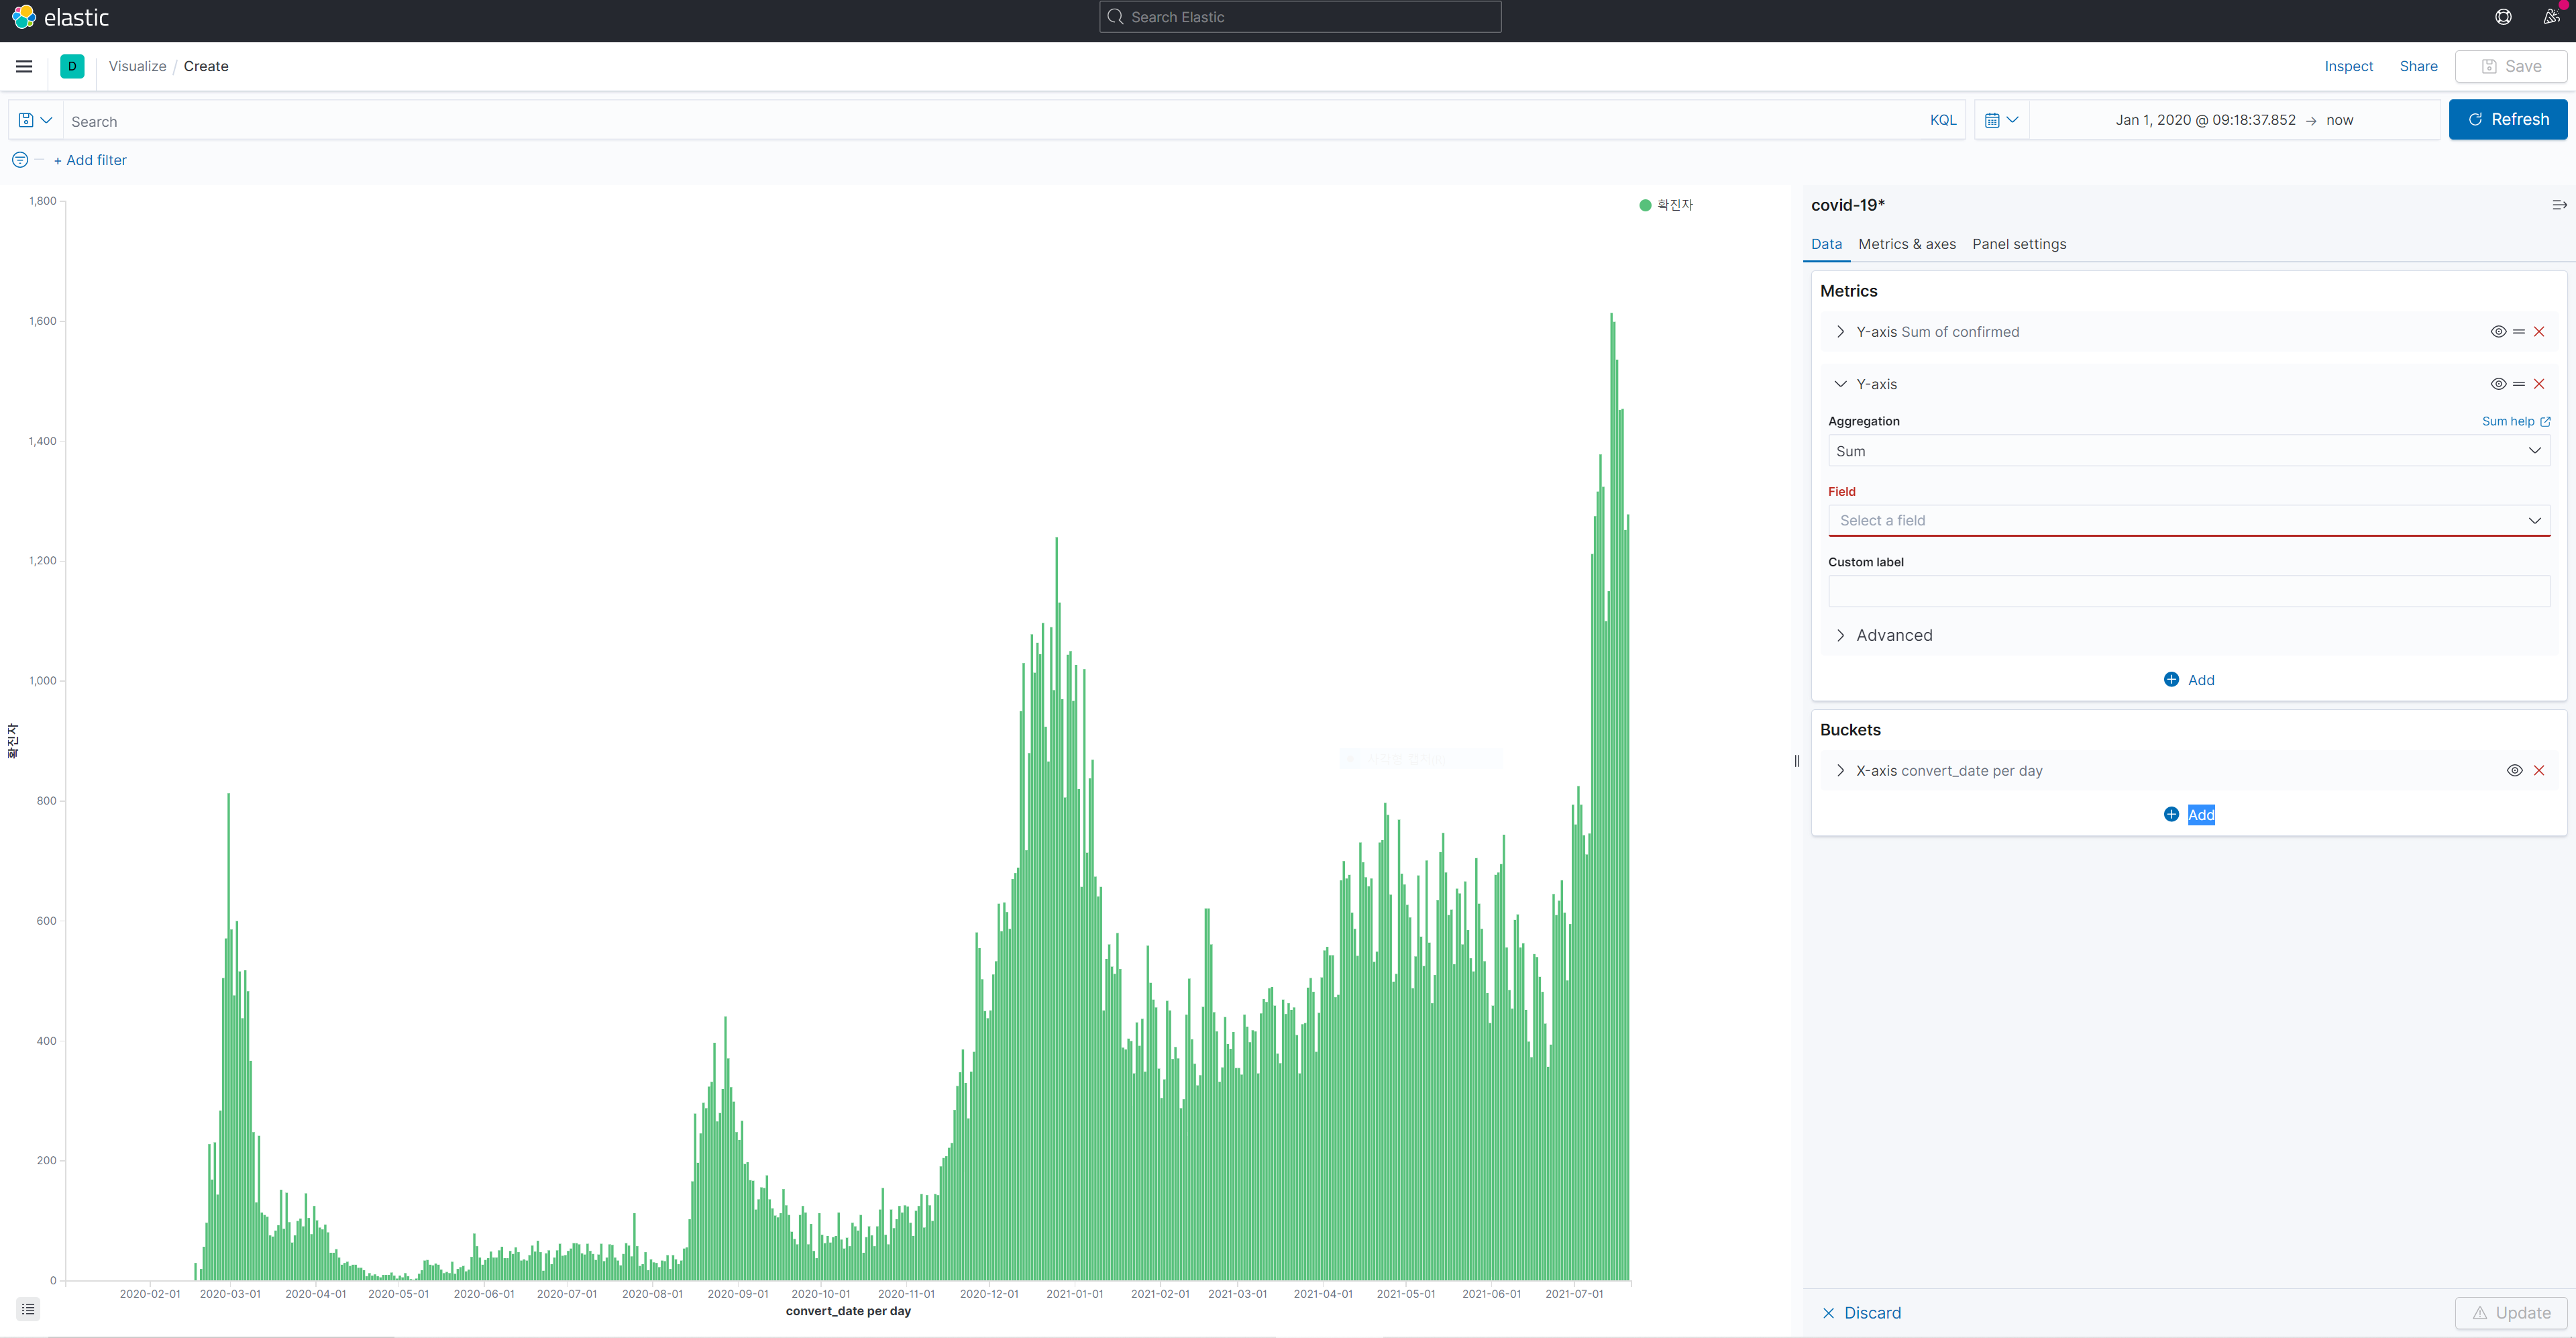 elastic
Search Elastic
D
Visualize / Create
Inspect
Share
Save
Search
KQL
Jan 1, 2020 @ 09:18:37.852 → now
Refresh
+ Add filter
확진자
1,800
1,600
1,400
1,200
1,000
800
600
400
200
0
확진자
2020-02-01 2020-03-01 2020-04-01 2020-05-01 2020-06-01 2020-07-01 2020-08-01 2020-09-01 2020-10-01 2020-11-01 2020-12-01 2021-01-01 2021-02-01 2021-03-01 2021-04-01 2021-05-01 2021-06-01 2021-07-01
convert_date per day
covid-19*
Data Metrics & axes Panel settings
Metrics
Y-axis Sum of confirmed
Y-axis
Aggregation
Sum help
Sum
Field
Select a field
Custom label
Advanced
Add
Buckets
X-axis convert_date per day
Add
Discard
Update